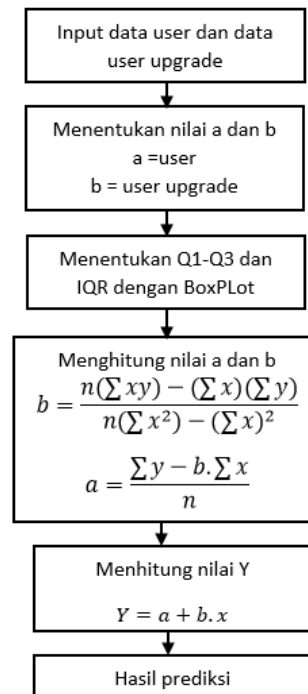 Input data user dan data
user upgrade
Menentukan nilai a dan b
a =user
b = user upgrade
Menentukan Q1-Q3 dan
IQR dengan BoxPLot
Menghitung nilai a dan b
b = n(∑ xy) − (∑ x)(∑ y) / n(∑ x²) − (∑ x)²
a = ∑ y − b. ∑ x / n
Menhitung nilai Y
Y = a + b. x
Hasil prediksi